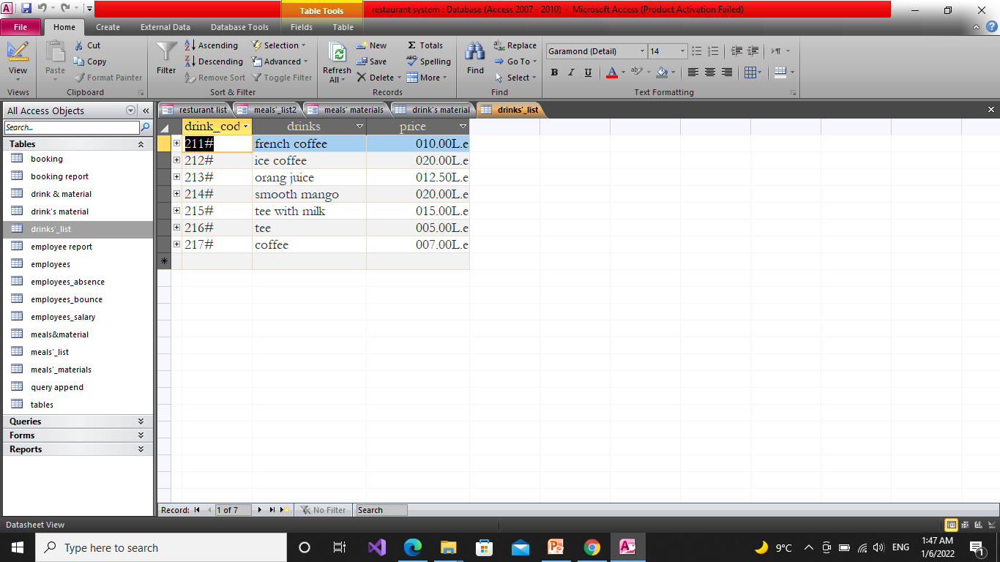 Table Tools
restaurant system : Database (Access 2007 - 2010) - Microsoft Access (Product Activation Failed)
File Home Create External Data Database Tools Fields Table
View
Views
Paste
Cut
Copy
Format Painter
Clipboard
Filter
Ascending
Descending
Remove Sort
Selection
Advanced
Toggle Filter
Sort & Filter
Refresh
All
New
Save
Delete
Totals
Spelling
More
Records
Find
Replace
Go To
Select
Find
Garamond (Detail) 14
B I U A ab
Text Formatting
All Access Objects
Search...
Tables
booking
booking report
drink & material
drink's material
drinks'_list
employee report
employees
employees_absence
employees_bounce
employees_salary
meals&material
meals'_list
meals'_materials
query append
tables
Queries
Forms
Reports
resturant list meals'_list2 meals' materials drink's material drinks'_list
drink_cod drinks price
211# french coffee 010.00L.e
212# ice coffee 020.00L.e
213# orang juice 012.50L.e
214# smooth mango 020.00L.e
215# tee with milk 015.00L.e
216# tee 005.00L.e
217# coffee 007.00L.e
Record: 1 of 7 No Filter Search
Datasheet View
Type here to search
9°C ENG
1:47 AM
1/6/2022
1